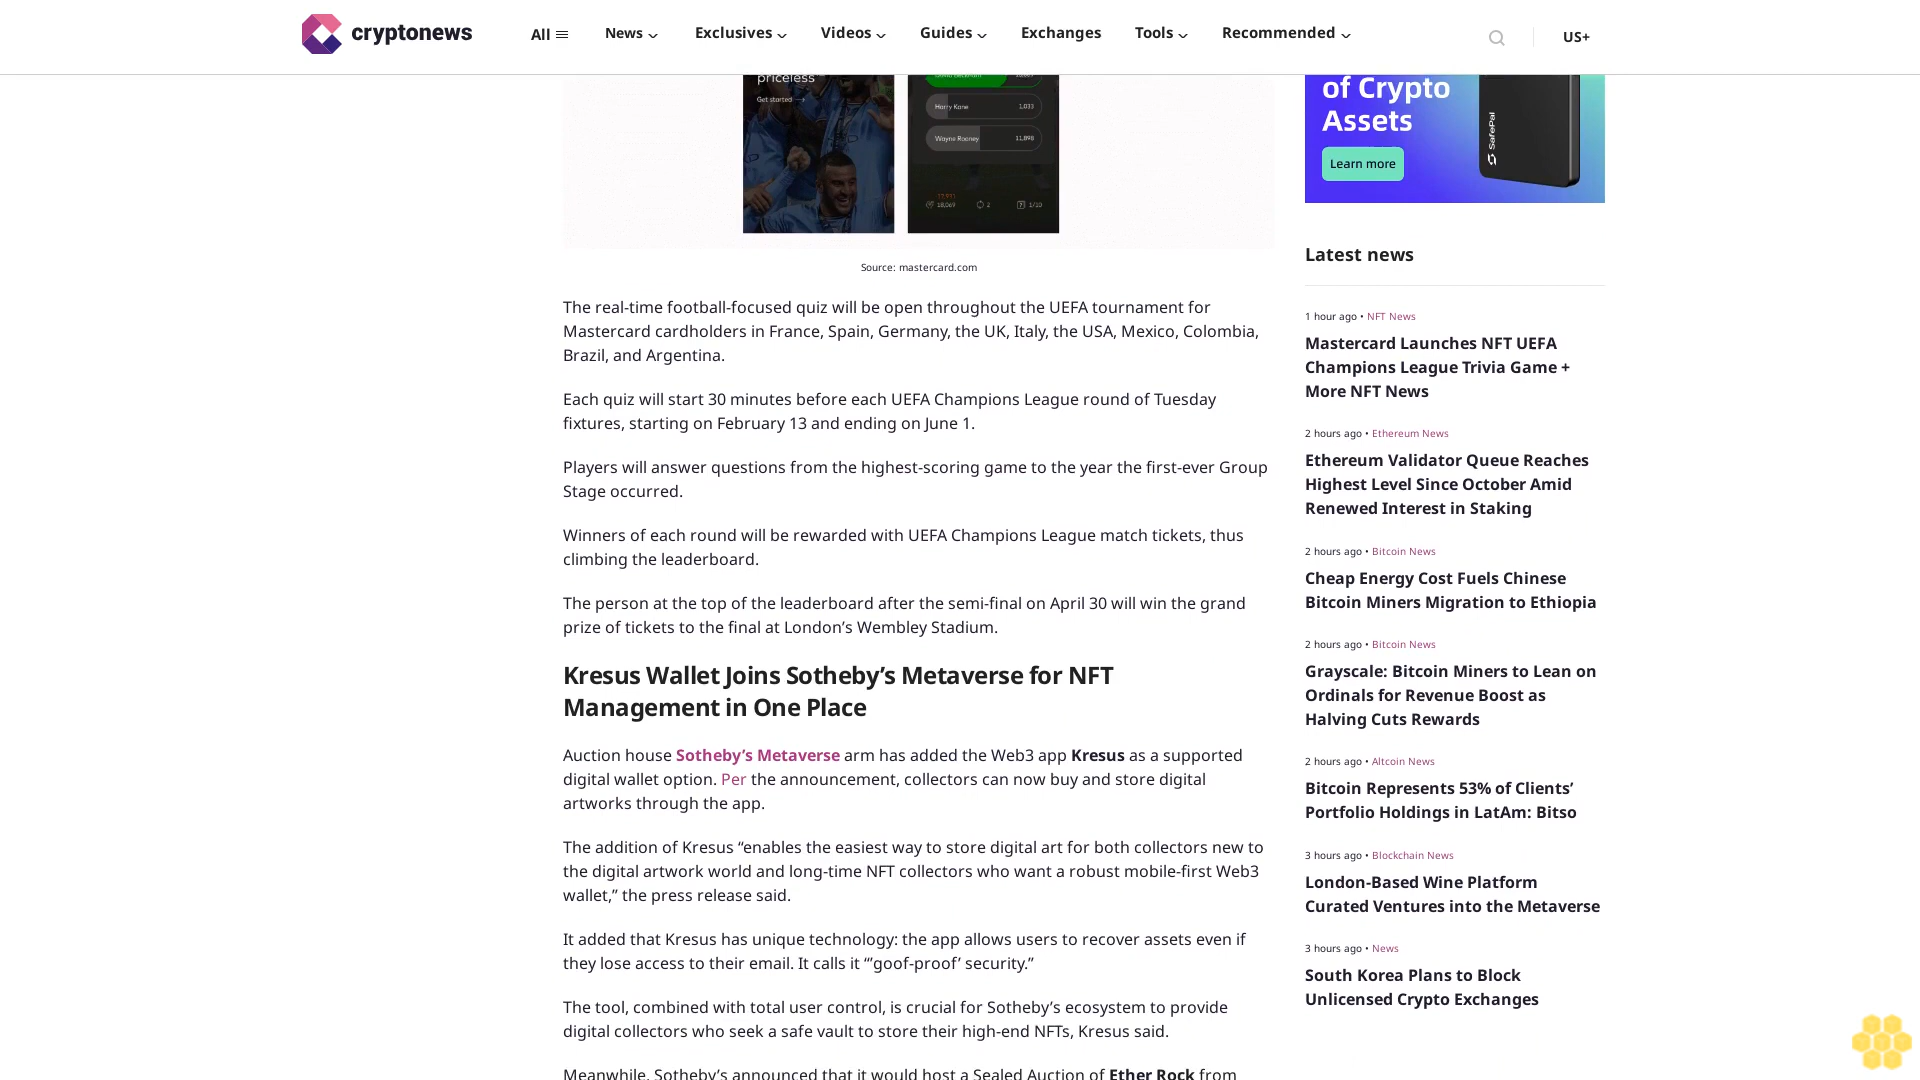 cryptonews
All
News
Exclusives
Videos
Guides
Exchanges
Tools
Recommended
US+
priceless
Get started
Harry Kane 1,033
Wayne Rooney 11,898
18,069 2 1/10
Source: mastercard.com
The real-time football-focused quiz will be open throughout the UEFA tournament for
Mastercard cardholders in France, Spain, Germany, the UK, Italy, the USA, Mexico, Colombia,
Brazil, and Argentina.
Each quiz will start 30 minutes before each UEFA Champions League round of Tuesday
fixtures, starting on February 13 and ending on June 1.
Players will answer questions from the highest-scoring game to the year the first-ever Group
Stage occurred.
Winners of each round will be rewarded with UEFA Champions League match tickets, thus
climbing the leaderboard.
The person at the top of the leaderboard after the semi-final on April 30 will win the grand
prize of tickets to the final at London’s Wembley Stadium.
Kresus Wallet Joins Sotheby’s Metaverse for NFT
Management in One Place
Auction house Sotheby’s Metaverse arm has added the Web3 app Kresus as a supported
digital wallet option. Per the announcement, collectors can now buy and store digital
artworks through the app.
The addition of Kresus “enables the easiest way to store digital art for both collectors new to
the digital artwork world and long-time NFT collectors who want a robust mobile-first Web3
wallet,” the press release said.
It added that Kresus has unique technology: the app allows users to recover assets even if
they lose access to their email. It calls it “’goof-proof’ security.”
The tool, combined with total user control, is crucial for Sotheby’s ecosystem to provide
digital collectors who seek a safe vault to store their high-end NFTs, Kresus said.
Meanwhile, Sotheby’s announced that it would host a Sealed Auction of Ether Rock from
of Crypto
Assets
Learn more
SafePal
Latest news
1 hour ago • NFT News
Mastercard Launches NFT UEFA
Champions League Trivia Game +
More NFT News
2 hours ago • Ethereum News
Ethereum Validator Queue Reaches
Highest Level Since October Amid
Renewed Interest in Staking
2 hours ago • Bitcoin News
Cheap Energy Cost Fuels Chinese
Bitcoin Miners Migration to Ethiopia
2 hours ago • Bitcoin News
Grayscale: Bitcoin Miners to Lean on
Ordinals for Revenue Boost as
Halving Cuts Rewards
2 hours ago • Altcoin News
Bitcoin Represents 53% of Clients’
Portfolio Holdings in LatAm: Bitso
3 hours ago • Blockchain News
London-Based Wine Platform
Curated Ventures into the Metaverse
3 hours ago • News
South Korea Plans to Block
Unlicensed Crypto Exchanges